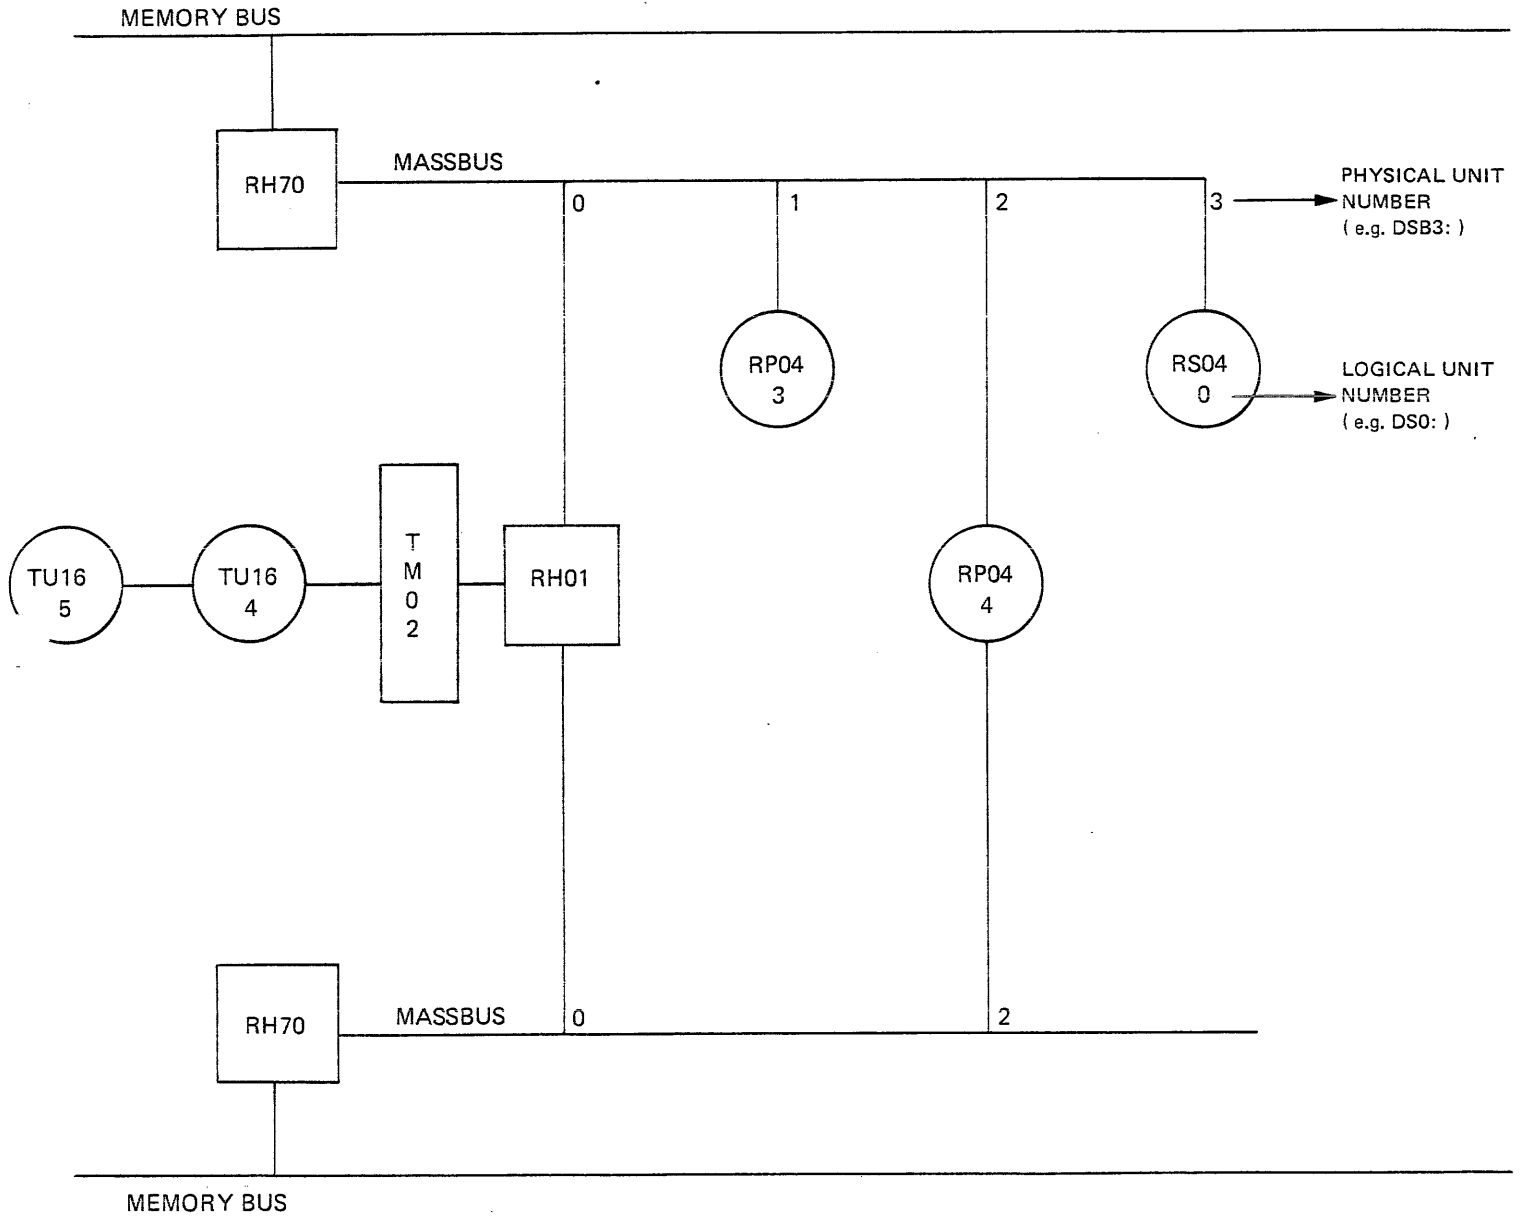 MEMORY BUS
RH70
MASSBUS
0
1
2
3
PHYSICAL UNIT
NUMBER
( e.g. DSB3: )
RP04
3
RS04
0
LOGICAL UNIT
NUMBER
( e.g. DS0: )
TU16
5
TU16
4
T
M
0
2
RH01
RP04
4
RH70
MASSBUS
0
2
MEMORY BUS